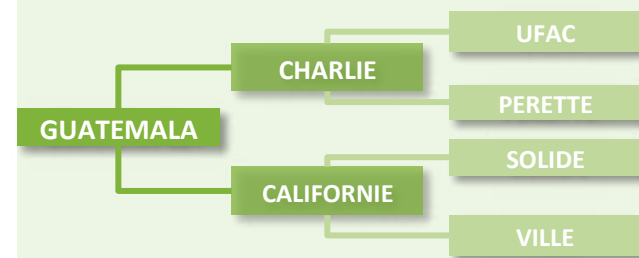 UFAC
CHARLIE
PERETTE
GUATEMALA
SOLIDE
CALIFORNIE
VILLE